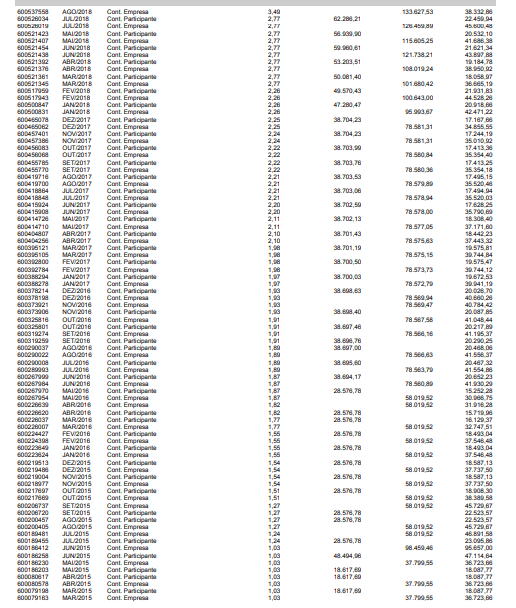 600537558 AGO/2018 Cont. Empresa 3,49 133.627,53 38.332,86
600526034 JUL/2018 Cont. Participante 2,77 62.286,21 22.459,94
600526019 JUL/2018 Cont. Empresa 2,77 126.459,89 45.600,48
600521423 MAI/2018 Cont. Participante 2,77 56.939,90 20.532,10
600521407 MAI/2018 Cont. Empresa 2,77 115.605,25 41.686,38
600521454 JUN/2018 Cont. Participante 2,77 59.960,61 21.621,34
600521438 JUN/2018 Cont. Empresa 2,77 121.738,21 43.897,88
600521392 ABR/2018 Cont. Participante 2,77 53.203,51 19.184,78
600521376 ABR/2018 Cont. Empresa 2,77 108.019,24 38.950,92
600521361 MAR/2018 Cont. Participante 2,77 50.081,40 18.058,97
600521345 MAR/2018 Cont. Empresa 2,77 101.680,42 36.665,19
600517959 FEV/2018 Cont. Participante 2,26 49.570,43 21.931,83
600517943 FEV/2018 Cont. Empresa 2,26 100.643,00 44.528,26
600500847 JAN/2018 Cont. Participante 2,26 47.280,47 20.918,66
600500831 JAN/2018 Cont. Empresa 2,26 95.993,67 42.471,22
600465078 DEZ/2017 Cont. Participante 2,25 38.704,23 17.167,66
600465062 DEZ/2017 Cont. Empresa 2,25 78.581,31 34.855,55
600457401 NOV/2017 Cont. Participante 2,24 38.704,23 17.244,19
600457386 NOV/2017 Cont. Empresa 2,24 78.581,31 35.010,92
600456083 OUT/2017 Cont. Participante 2,22 38.703,99 17.413,36
600456068 OUT/2017 Cont. Empresa 2,22 78.580,84 35.354,40
600455785 SET/2017 Cont. Participante 2,22 38.703,76 17.413,25
600455770 SET/2017 Cont. Empresa 2,22 78.580,36 35.354,18
600419716 AGO/2017 Cont. Participante 2,21 38.703,53 17.495,15
600419700 AGO/2017 Cont. Empresa 2,21 78.579,89 35.520,46
600418864 JUL/2017 Cont. Participante 2,21 38.703,06 17.494,94
600418848 JUL/2017 Cont. Empresa 2,21 78.578,94 35.520,03
600415924 JUN/2017 Cont. Participante 2,20 38.702,59 17.628,25
600415908 JUN/2017 Cont. Empresa 2,20 78.578,00 35.790,69
600414726 MAI/2017 Cont. Participante 2,11 38.702,13 18.308,40
600414710 MAI/2017 Cont. Empresa 2,11 78.577,05 37.171,60
600404807 ABR/2017 Cont. Participante 2,10 38.701,43 18.442,23
600404256 ABR/2017 Cont. Empresa 2,10 78.575,63 37.443,32
600395121 MAR/2017 Cont. Participante 1,98 38.701,19 19.575,81
600395105 MAR/2017 Cont. Empresa 1,98 78.575,15 39.744,84
600392800 FEV/2017 Cont. Participante 1,98 38.700,50 19.575,47
600392784 FEV/2017 Cont. Empresa 1,98 78.573,73 39.744,12
600388294 JAN/2017 Cont. Participante 1,97 38.700,03 19.672,53
600388278 JAN/2017 Cont. Empresa 1,97 78.572,79 39.941,19
600378214 DEZ/2016 Cont. Participante 1,93 38.698,63 20.026,70
600378198 DEZ/2016 Cont. Empresa 1,93 78.569,94 40.660,26
600373921 NOV/2016 Cont. Empresa 1,93 78.569,47 40.784,42
600373906 NOV/2016 Cont. Participante 1,93 38.698,40 20.087,85
600325816 OUT/2016 Cont. Empresa 1,91 78.567,58 41.048,44
600325801 OUT/2016 Cont. Participante 1,91 38.697,46 20.217,89
600319274 SET/2016 Cont. Empresa 1,91 78.566,16 41.195,37
600319259 SET/2016 Cont. Participante 1,91 38.696,76 20.290,25
600290037 AGO/2016 Cont. Participante 1,89 38.697,00 20.468,06
600290022 AGO/2016 Cont. Empresa 1,89 78.566,63 41.556,37
600290008 JUL/2016 Cont. Participante 1,89 38.695,60 20.467,32
600289993 JUL/2016 Cont. Empresa 1,89 78.563,79 41.554,86
600267999 JUN/2016 Cont. Participante 1,87 38.694,17 20.652,23
600267984 JUN/2016 Cont. Empresa 1,87 78.560,89 41.930,29
600267970 MAI/2016 Cont. Participante 1,87 28.576,78 15.252,28
600267954 MAI/2016 Cont. Empresa 1,87 58.019,52 30.966,75
600226639 ABR/2016 Cont. Empresa 1,82 58.019,52 31.916,28
600226620 ABR/2016 Cont. Participante 1,82 28.576,78 15.719,96
600226037 MAR/2016 Cont. Participante 1,77 28.576,78 16.129,37
600226007 MAR/2016 Cont. Empresa 1,77 58.019,52 32.747,51
600224427 FEV/2016 Cont. Participante 1,55 28.576,78 18.493,04
600224398 FEV/2016 Cont. Empresa 1,55 58.019,52 37.546,48
600223649 JAN/2016 Cont. Participante 1,55 28.576,78 18.493,04
600223624 JAN/2016 Cont. Empresa 1,55 58.019,52 37.546,48
600219513 DEZ/2015 Cont. Participante 1,54 28.576,78 18.587,13
600219486 DEZ/2015 Cont. Empresa 1,54 58.019,52 37.737,50
600219004 NOV/2015 Cont. Participante 1,54 28.576,78 18.587,13
600218977 NOV/2015 Cont. Empresa 1,54 58.019,52 37.737,50
600217697 OUT/2015 Cont. Participante 1,51 28.576,78 18.908,30
600217669 OUT/2015 Cont. Empresa 1,51 58.019,52 38.389,58
600206737 SET/2015 Cont. Empresa 1,27 58.019,52 45.729,67
600206720 SET/2015 Cont. Participante 1,27 28.576,78 22.523,57
600200457 AGO/2015 Cont. Participante 1,27 28.576,78 22.523,57
600200405 AGO/2015 Cont. Empresa 1,27 58.019,52 45.729,67
600189481 JUL/2015 Cont. Empresa 1,24 58.019,52 46.891,58
600189455 JUL/2015 Cont. Participante 1,24 28.576,78 23.095,86
600186412 JUN/2015 Cont. Empresa 1,03 98.459,46 95.657,00
600186258 JUN/2015 Cont. Participante 1,03 48.494,96 47.114,64
600186230 MAI/2015 Cont. Empresa 1,03 37.799,55 36.723,66
600186203 MAI/2015 Cont. Participante 1,03 18.617,69 18.087,77
600080617 ABR/2015 Cont. Participante 1,03 18.617,69 18.087,77
600080578 ABR/2015 Cont. Empresa 1,03 37.799,55 36.723,66
600079198 MAR/2015 Cont. Participante 1,03 18.617,69 18.087,77
600079163 MAR/2015 Cont. Empresa 1,03 37.799,55 36.723,66